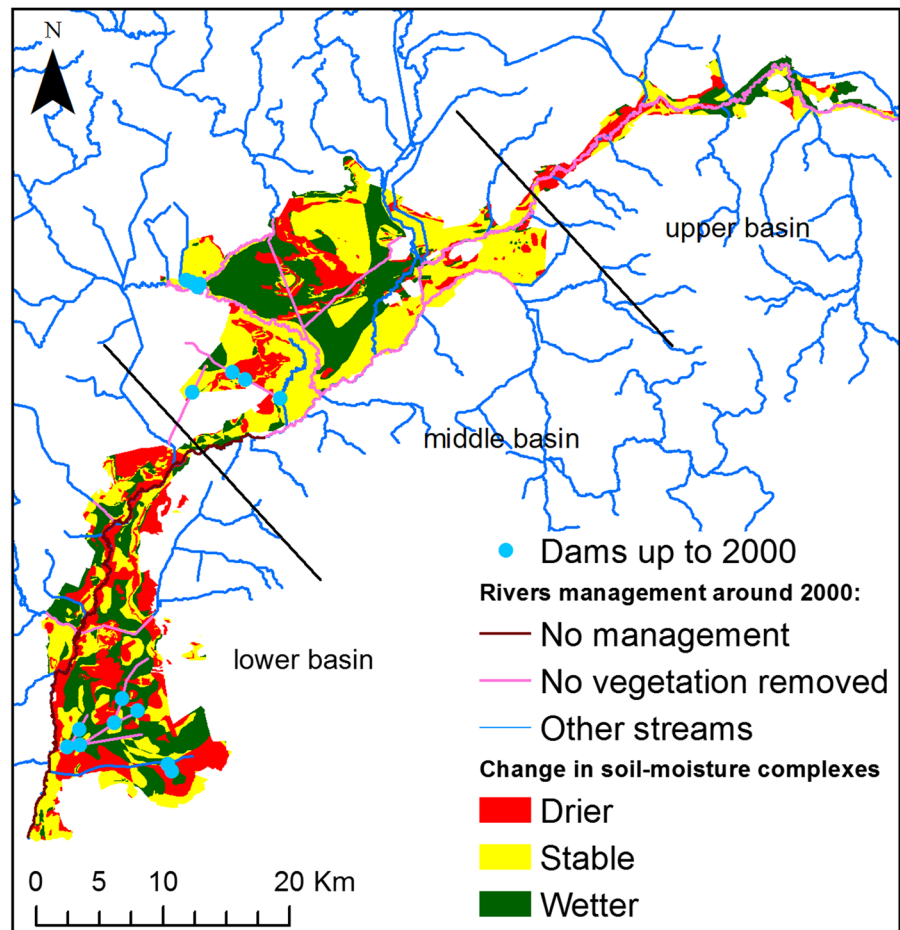 N
upper basin
middle basin
lower basin
Dams up to 2000
Rivers management around 2000:
No management
No vegetation removed
Other streams
Change in soil-moisture complexes
Drier
Stable
Wetter
0 5 10 20 Km